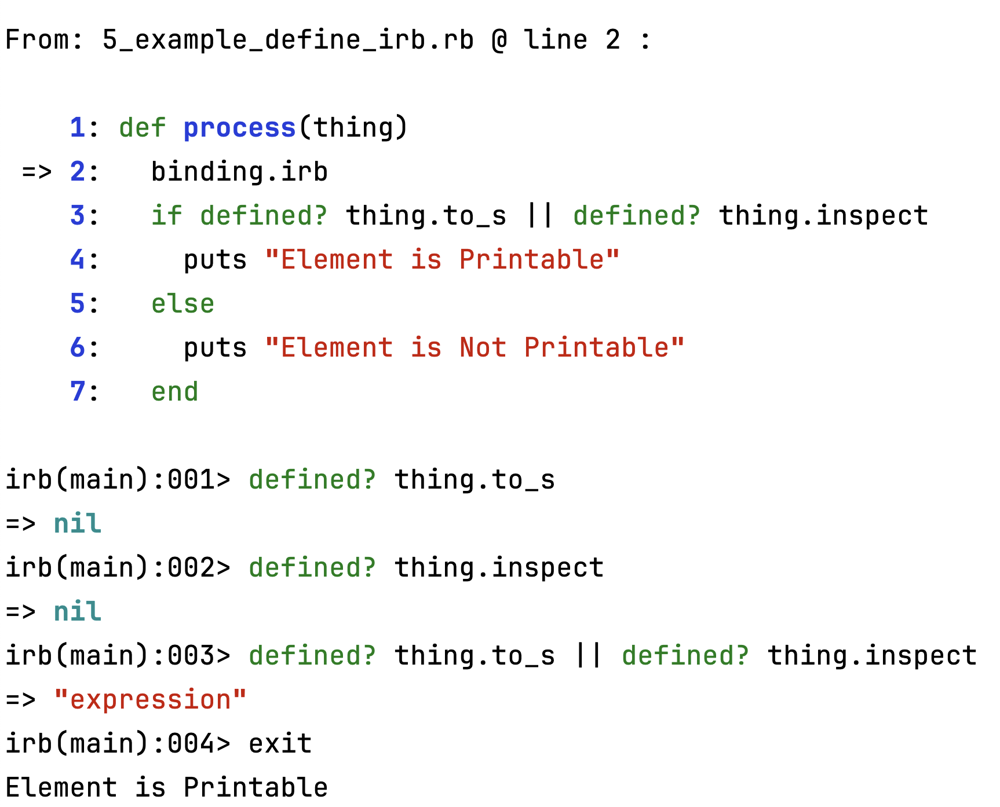 From: 5_example_define_irb.rb @ line 2 :

    1: def process(thing)
 => 2:   binding.irb
    3:   if defined? thing.to_s || defined? thing.inspect
    4:     puts "Element is Printable"
    5:   else
    6:     puts "Element is Not Printable"
    7:   end

irb(main):001> defined? thing.to_s
=> nil
irb(main):002> defined? thing.inspect
=> nil
irb(main):003> defined? thing.to_s || defined? thing.inspect
=> "expression"
irb(main):004> exit
Element is Printable